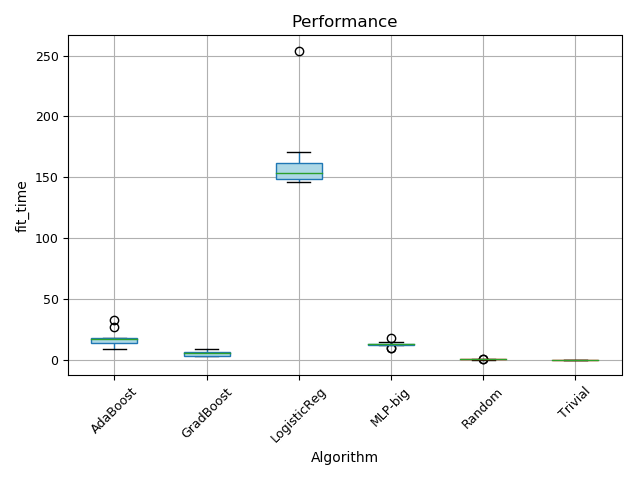 Performance
250
200
150
100
50
0
fit_time
AdaBoost
GradBoost
LogisticReg
MLP-big
Random
Trivial
Algorithm